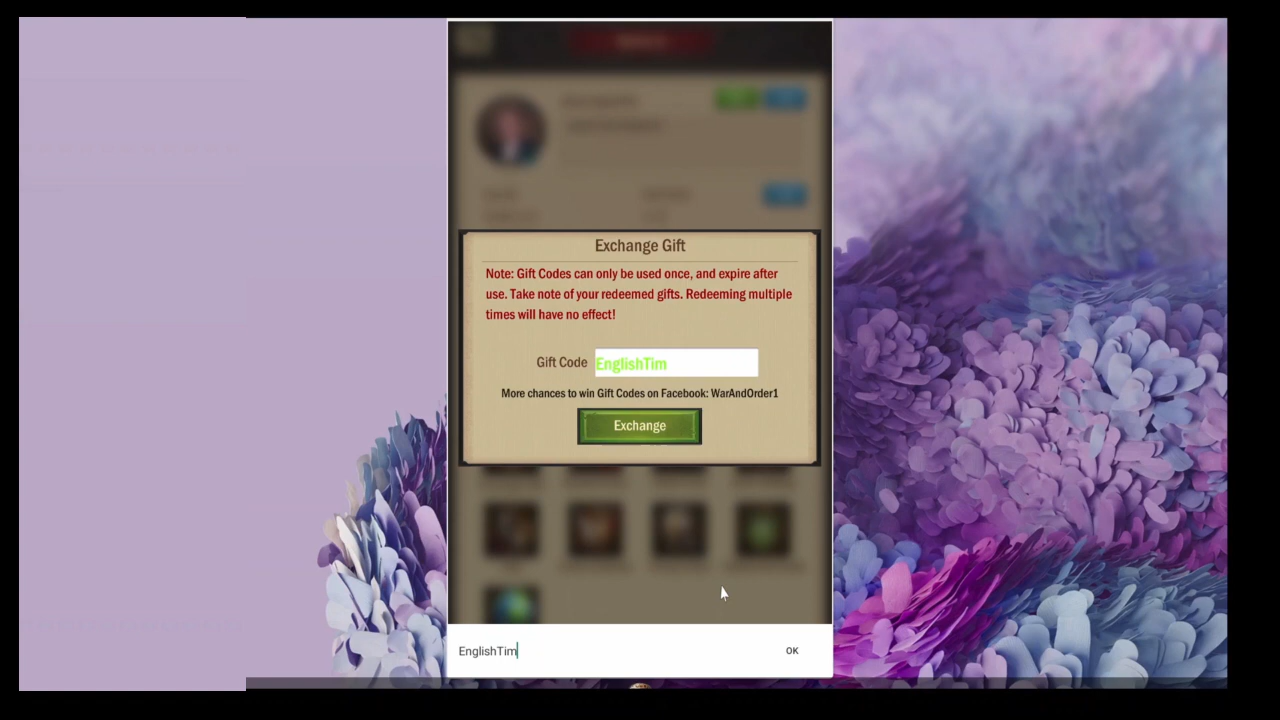 Exchange Gift
Note: Gift Codes can only be used once, and expire after
use. Take note of your redeemed gifts. Redeeming multiple
times will have no effect!
Gift Code EnglishTim
More chances to win Gift Codes on Facebook: WarAndOrder1
Exchange
EnglishTim OK